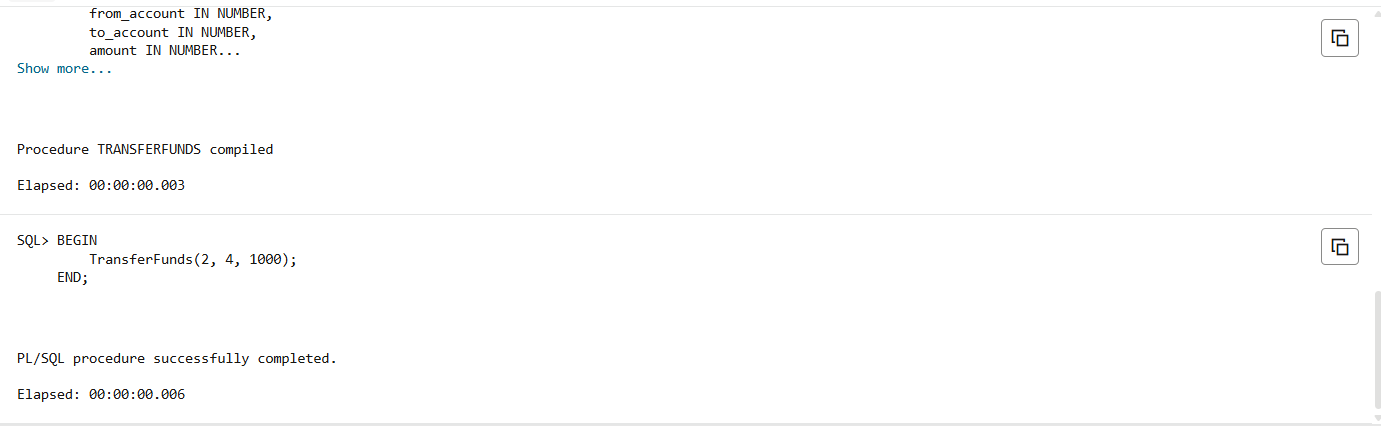 from_account IN NUMBER,
to_account IN NUMBER,
amount IN NUMBER...
Show more...
Procedure TRANSFERFUNDS compiled
Elapsed: 00:00:00.003
SQL> BEGIN
TransferFunds(2, 4, 1000);
END;
PL/SQL procedure successfully completed.
Elapsed: 00:00:00.006